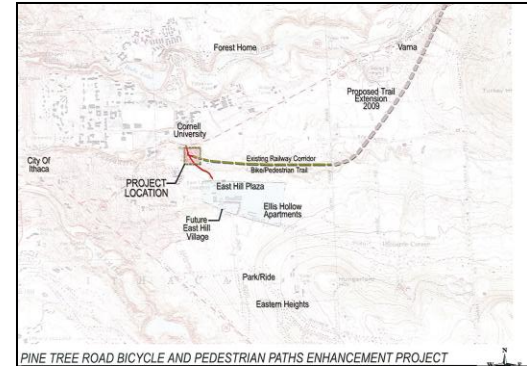 Forest Home
Varna
Proposed Trail
Extension
2009
Cornell
University
City Of
Ithaca
Existing Railway Corridor
Bike/Pedestrian Trail
PROJECT
LOCATION
East Hill Plaza
Ellis Hollow
Apartments
Future
East Hill
Village
Park/Ride
Eastern Heights
PINE TREE ROAD BICYCLE AND PEDESTRIAN PATHS ENHANCEMENT PROJECT
N
W
E
S